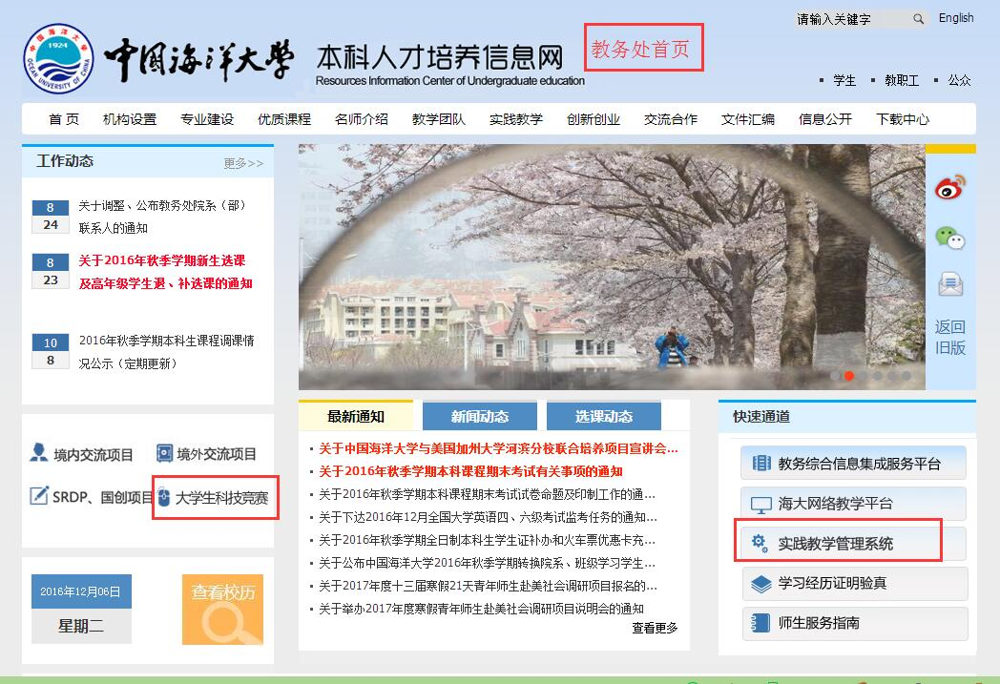 请输入关键字
English
1924
OCEAN UNIVERSITY OF CHINA
中国海洋大学
本科人才培养信息网
Resources Information Center of Undergraduate education
教务处首页
学生
教职工
公众
首 页 机构设置 专业建设 优质课程 名师介绍 教学团队 实践教学 创新创业 交流合作 文件汇编 信息公开 下载中心
工作动态
更多>>
8
24
关于调整、公布教务处院系（部）
联系人的通知
8
23
关于2016年秋季学期新生选课
及高年级学生退、补选课的通知
10
8
2016年秋季学期本科生课程调课情
况公示（定期更新）
返回
旧版
境内交流项目
境外交流项目
SRDP、国创项目
大学生科技竞赛
2016年12月06日
星期二
查看校历
最新通知
新闻动态
选课动态
关于中国海洋大学与美国加州大学河滨分校联合培养项目宣讲会...
关于2016年秋季学期本科课程期末考试有关事项的通知
关于2016年秋季学期本科课程期末考试试卷命题及印制工作的通...
关于下达2016年12月全国大学英语四、六级考试监考任务的通知...
关于2016年秋季学期全日制本科生学生证补办和火车票优惠卡充...
关于公布中国海洋大学2016年秋季学期转换院系、班级学习学生...
关于2017年度十三届寒假21天青年师生赴美社会调研项目报名的...
关于举办2017年度寒假青年师生赴美社会调研项目说明会的通知
查看更多
快速通道
教务综合信息集成服务平台
海大网络教学平台
实践教学管理系统
学习经历证明验真
师生服务指南